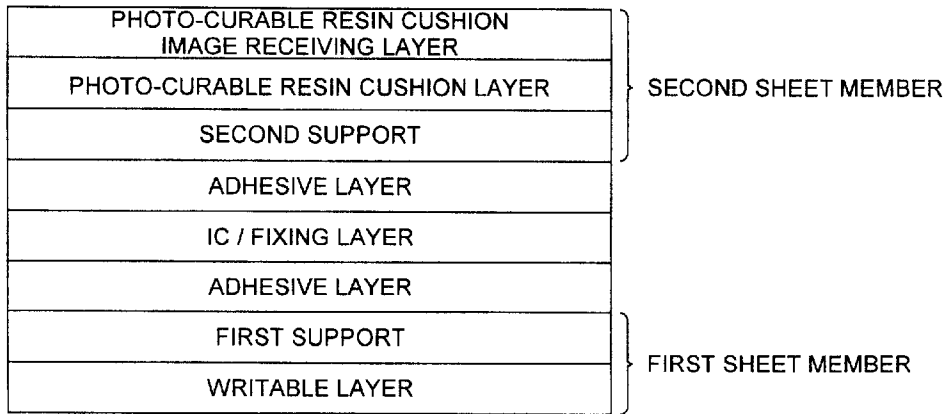 PHOTO-CURABLE RESIN CUSHION
IMAGE RECEIVING LAYER
PHOTO-CURABLE RESIN CUSHION LAYER
SECOND SUPPORT
SECOND SHEET MEMBER
ADHESIVE LAYER
IC / FIXING LAYER
ADHESIVE LAYER
FIRST SUPPORT
WRITABLE LAYER
FIRST SHEET MEMBER